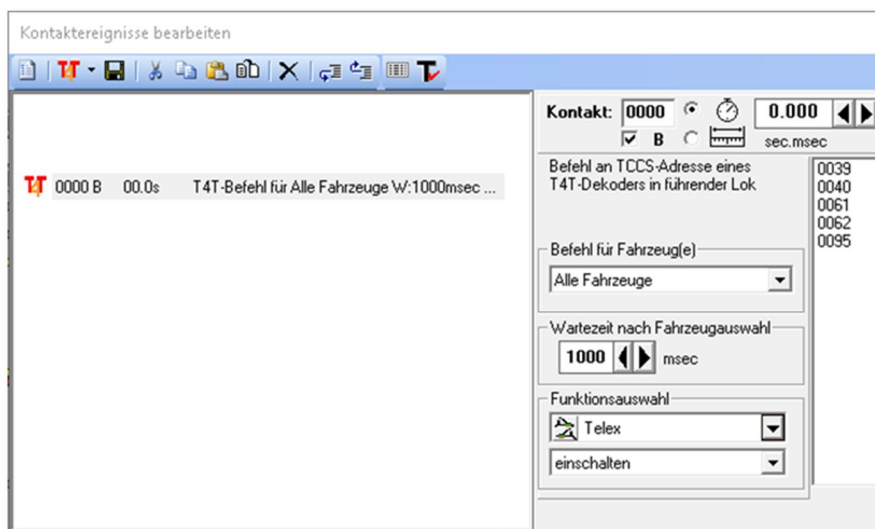 Kontaktereignisse bearbeiten
T4T
Kontakt: 0000 0.000
B sec.msec
T4T 0000 B 00.0s T4T-Befehl für Alle Fahrzeuge W:1000msec ...
Befehl an TCCS-Adresse eines
T4T-Dekoders in führender Lok
0039
0040
0061
0062
0095
Befehl für Fahrzeug(e)
Alle Fahrzeuge
Wartezeit nach Fahrzeugauswahl
1000 msec
Funktionsauswahl
Telex
einschalten